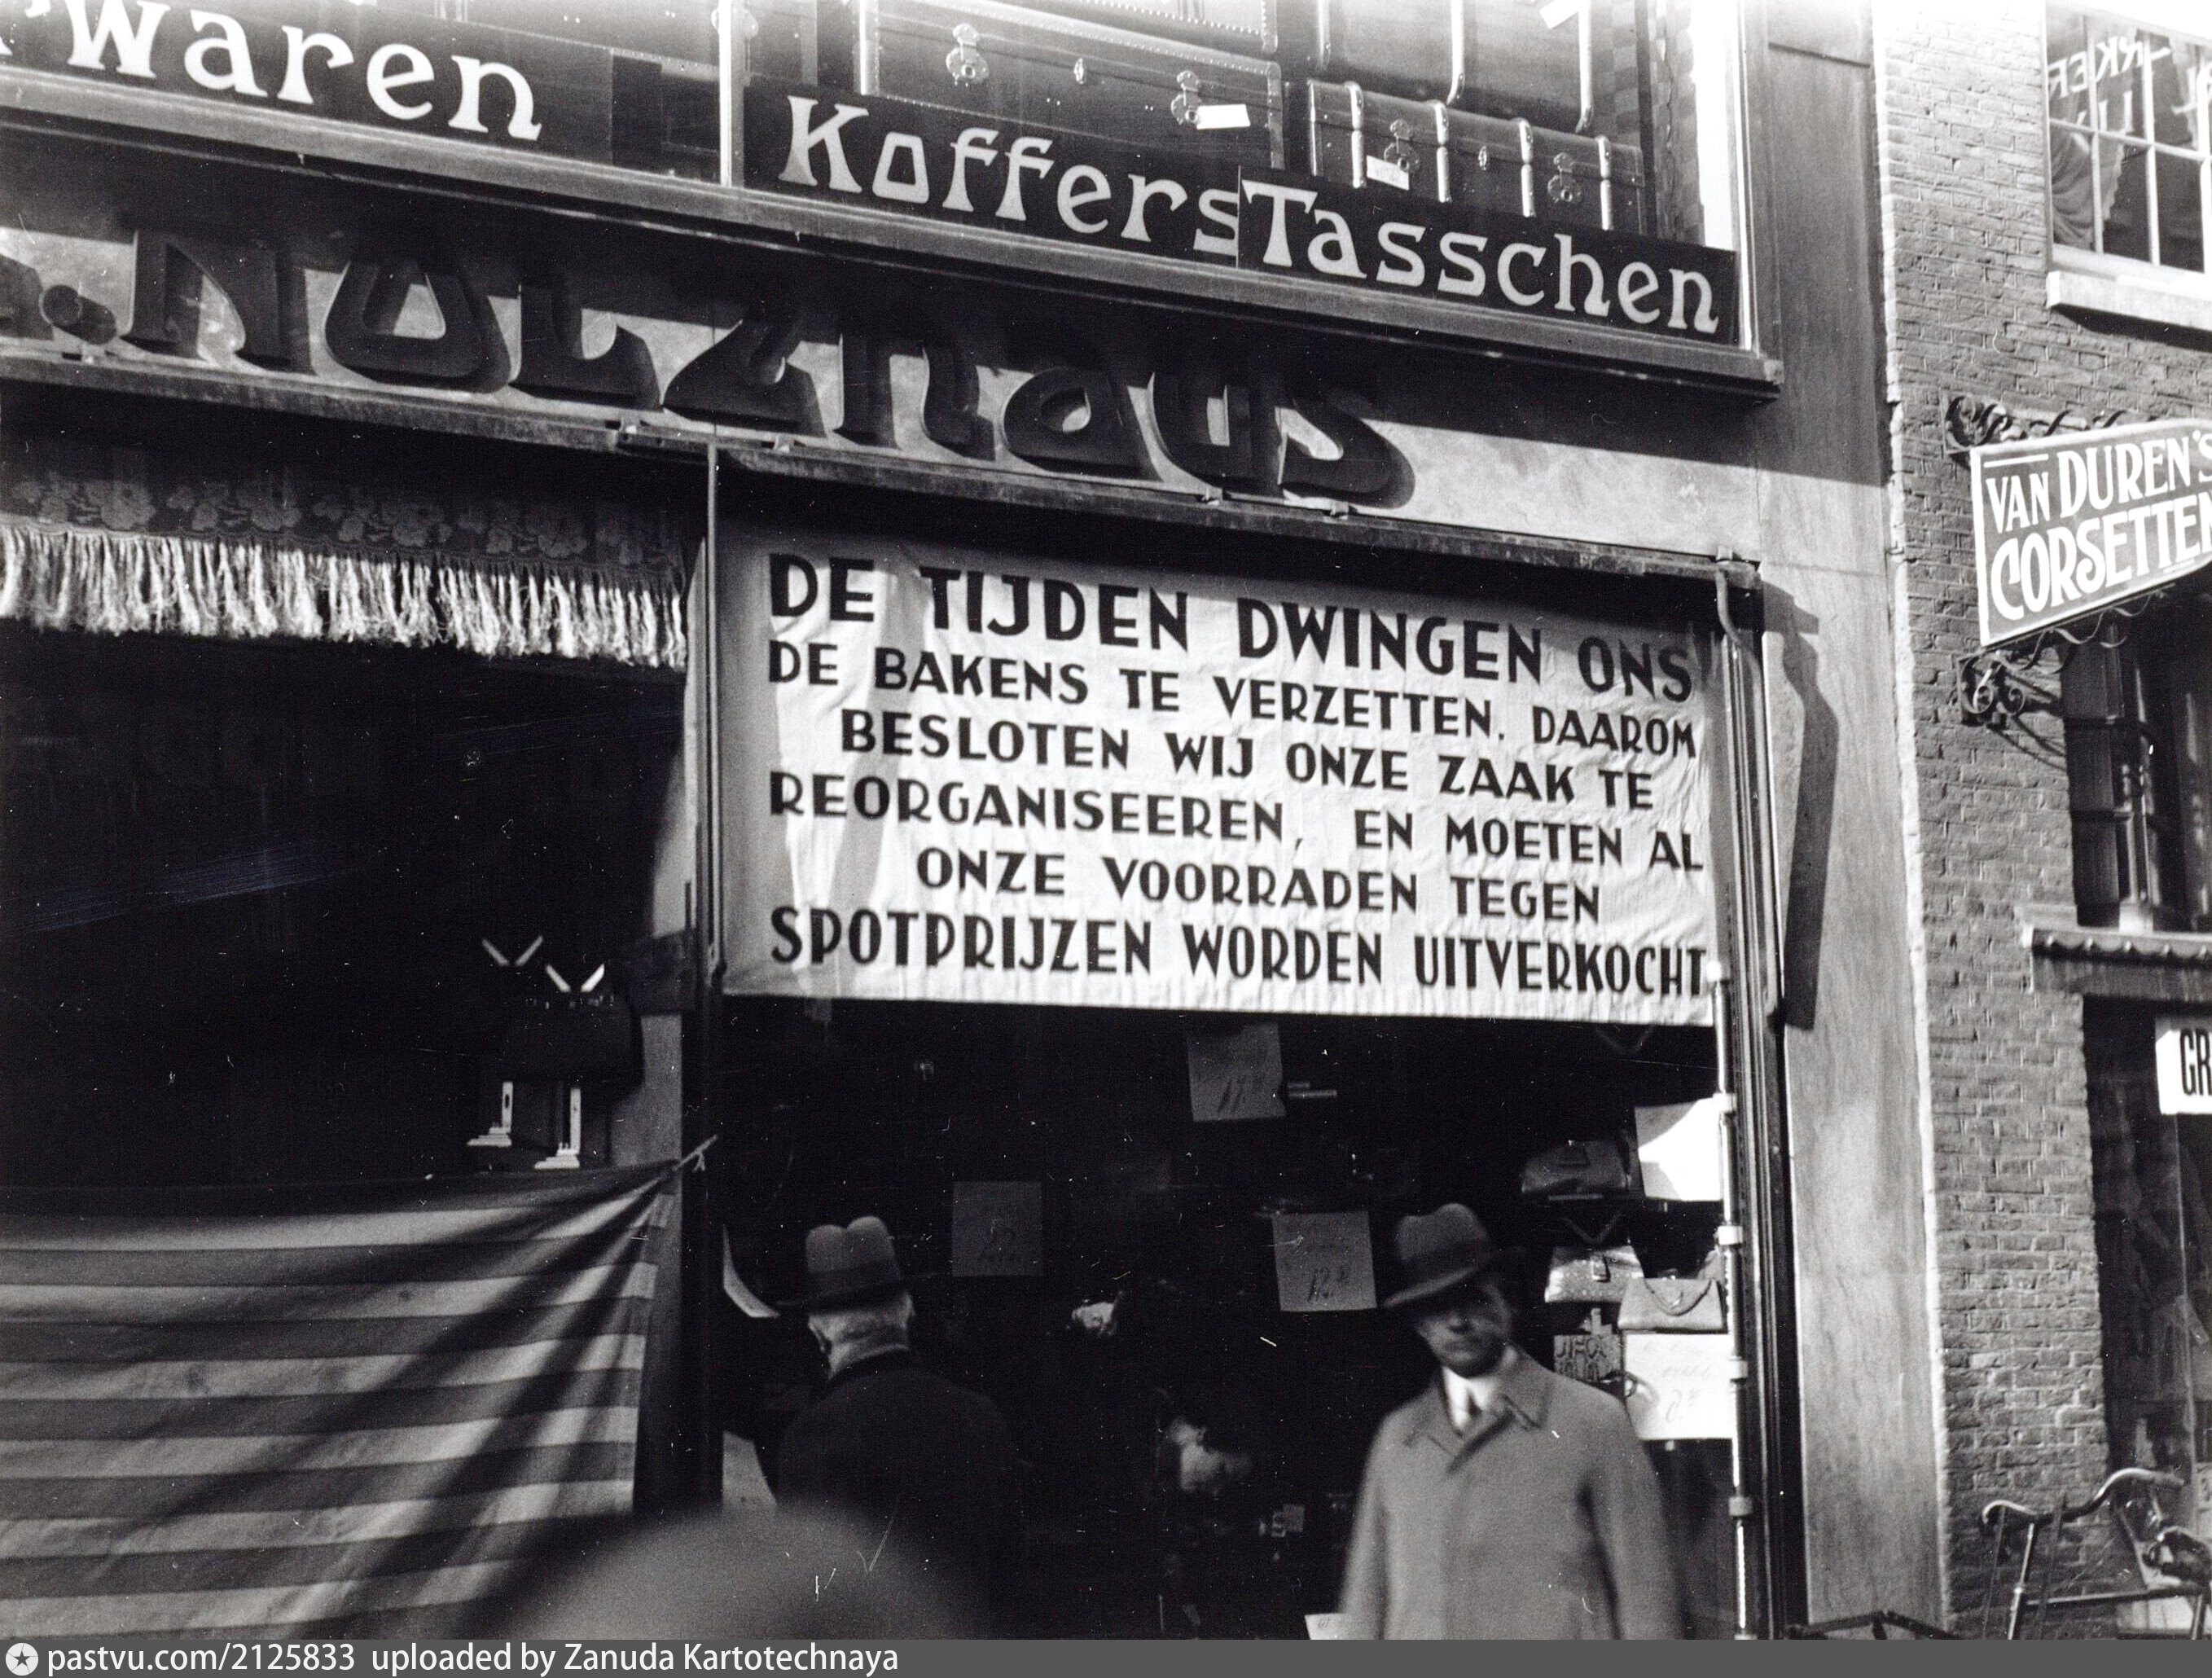 waren
Koffers Tasschen
Holzhaus
VAN DUREN'S
CORSETTEN
DE TIJDEN DWINGEN ONS
DE BAKENS TE VERZETTEN. DAAROM
BESLOTEN WIJ ONZE ZAAK TE
REORGANISEEREN, EN MOETEN AL
ONZE VOORRADEN TEGEN
SPOTPRIJZEN WORDEN UITVERKOCHT
GR
pastvu.com/2125833 uploaded by Zanuda Kartotechnaya